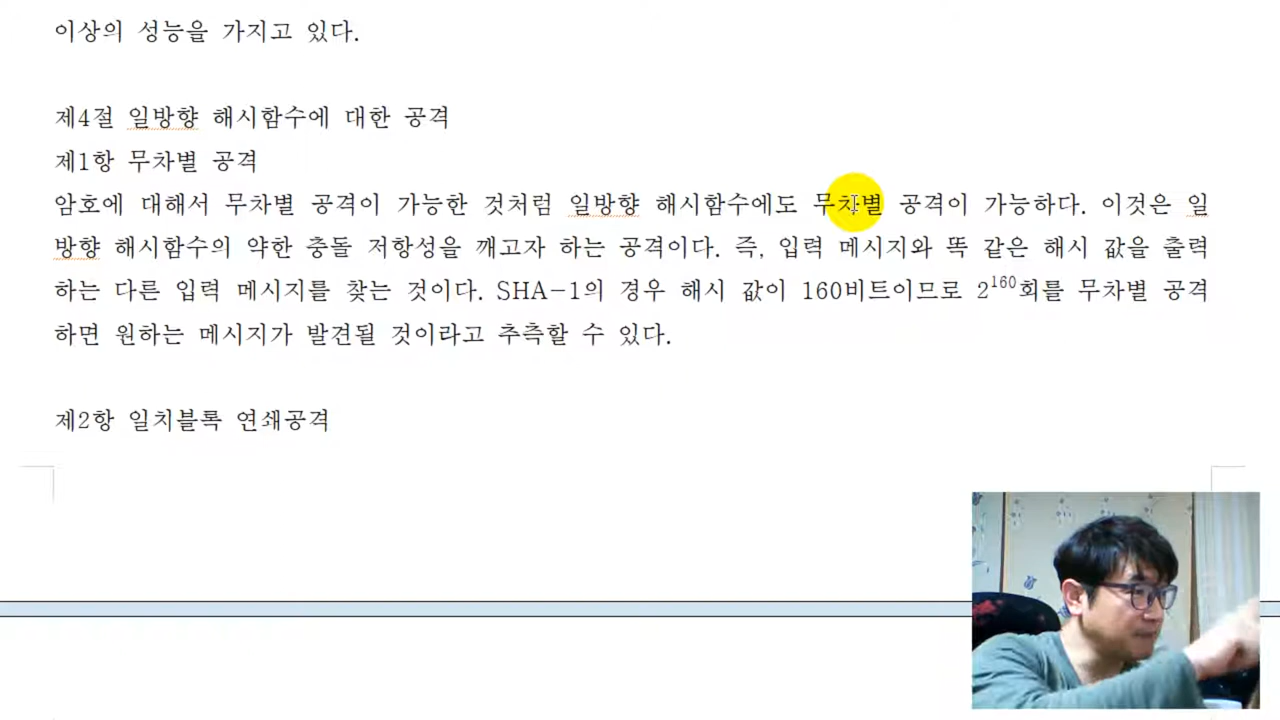 이상의 성능을 가지고 있다.
제4절 일방향 해시함수에 대한 공격
제1항 무차별 공격
암호에 대해서 무차별 공격이 가능한 것처럼 일방향 해시함수에도 무차별 공격이 가능하다. 이것은 일
방향 해시함수의 약한 충돌 저항성을 깨고자 하는 공격이다. 즉, 입력 메시지와 똑 같은 해시 값을 출력
하는 다른 입력 메시지를 찾는 것이다. SHA-1의 경우 해시 값이 160비트이므로 2¹⁶⁰회를 무차별 공격
하면 원하는 메시지가 발견될 것이라고 추측할 수 있다.
제2항 일치블록 연쇄공격